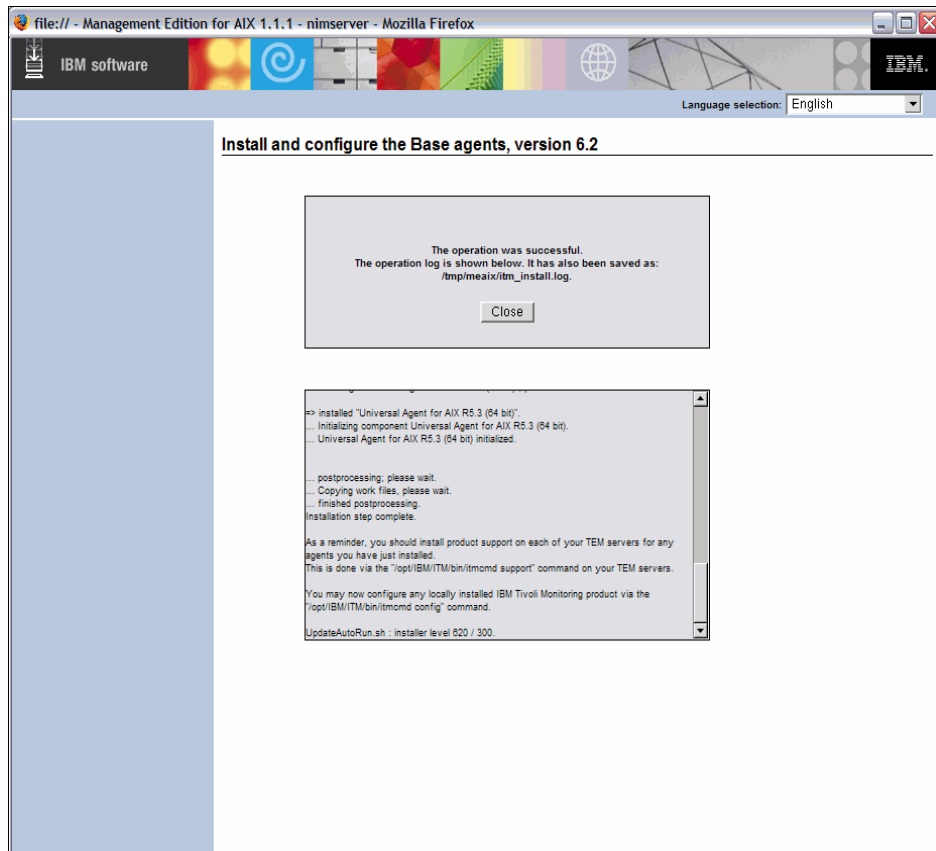 file:// - Management Edition for AIX 1.1.1 - nimserver - Mozilla Firefox
IBM software
IBM.
Language selection: English
Install and configure the Base agents, version 6.2
The operation was successful.
The operation log is shown below. It has also been saved as:
/tmp/meaix/itm_install.log.
Close
=> installed "Universal Agent for AIX R5.3 (64 bit)".
... Initializing component Universal Agent for AIX R5.3 (64 bit).
... Universal Agent for AIX R5.3 (64 bit) initialized.
... postprocessing; please wait.
... Copying work files, please wait.
... finished postprocessing.
Installation step complete.
As a reminder, you should install product support on each of your TEM servers for any
agents you have just installed.
This is done via the "/opt/IBM/ITM/bin/itmcmd support" command on your TEM servers.
You may now configure any locally installed IBM Tivoli Monitoring product via the
"/opt/IBM/ITM/bin/itmcmd config" command.
UpdateAutoRun.sh : installer level 620 / 300.